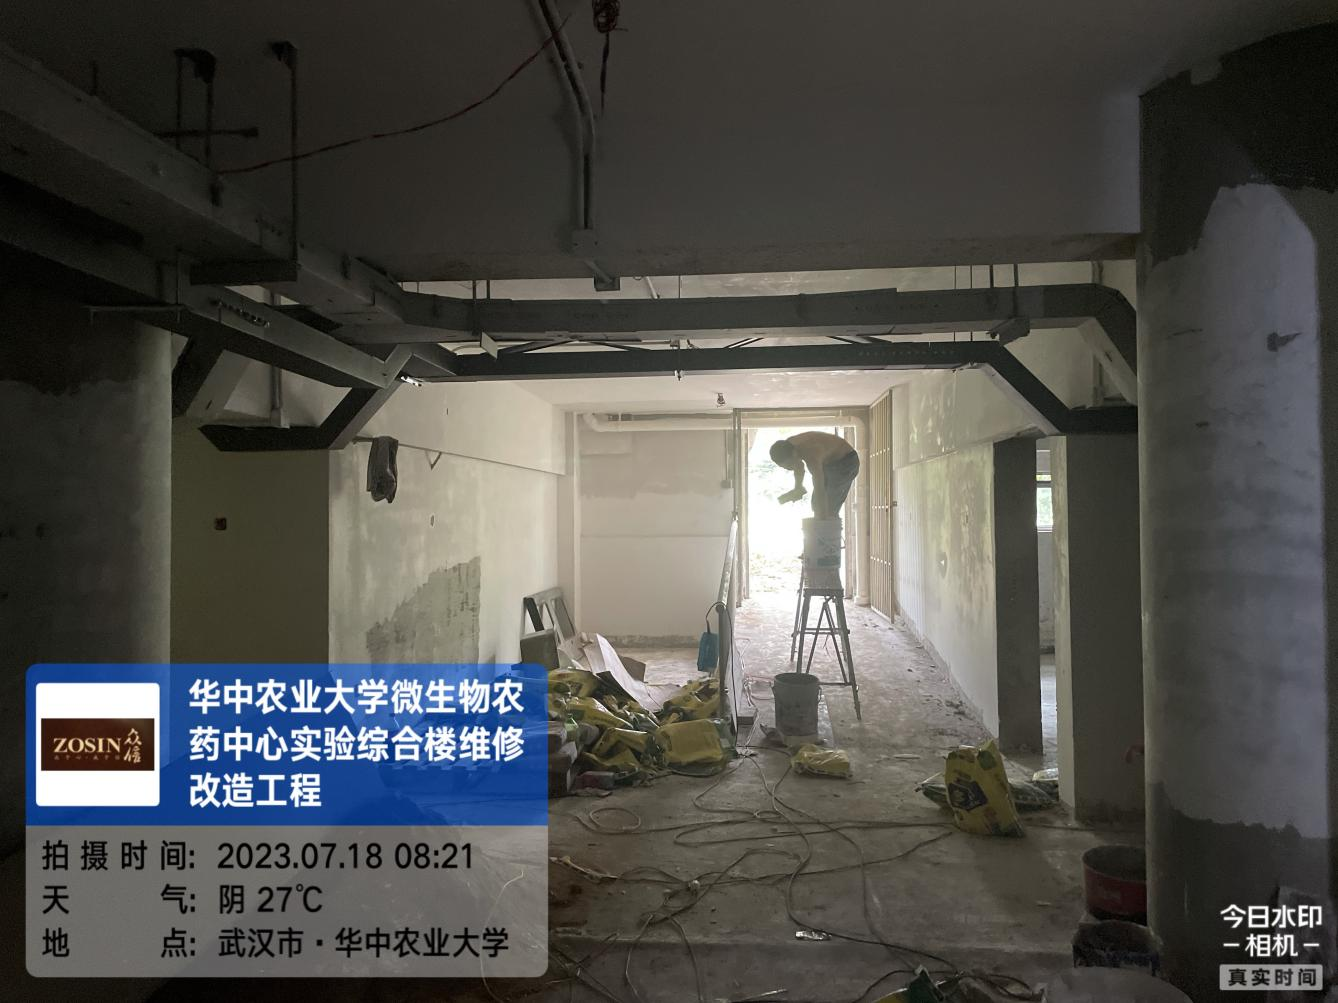 华中农业大学微生物农
药中心实验综合楼维修
改造工程
ZOSIN 众信
拍摄时间: 2023.07.18 08:21
天气: 阴 27℃
地点: 武汉市·华中农业大学
今日水印
-相机-
真实时间